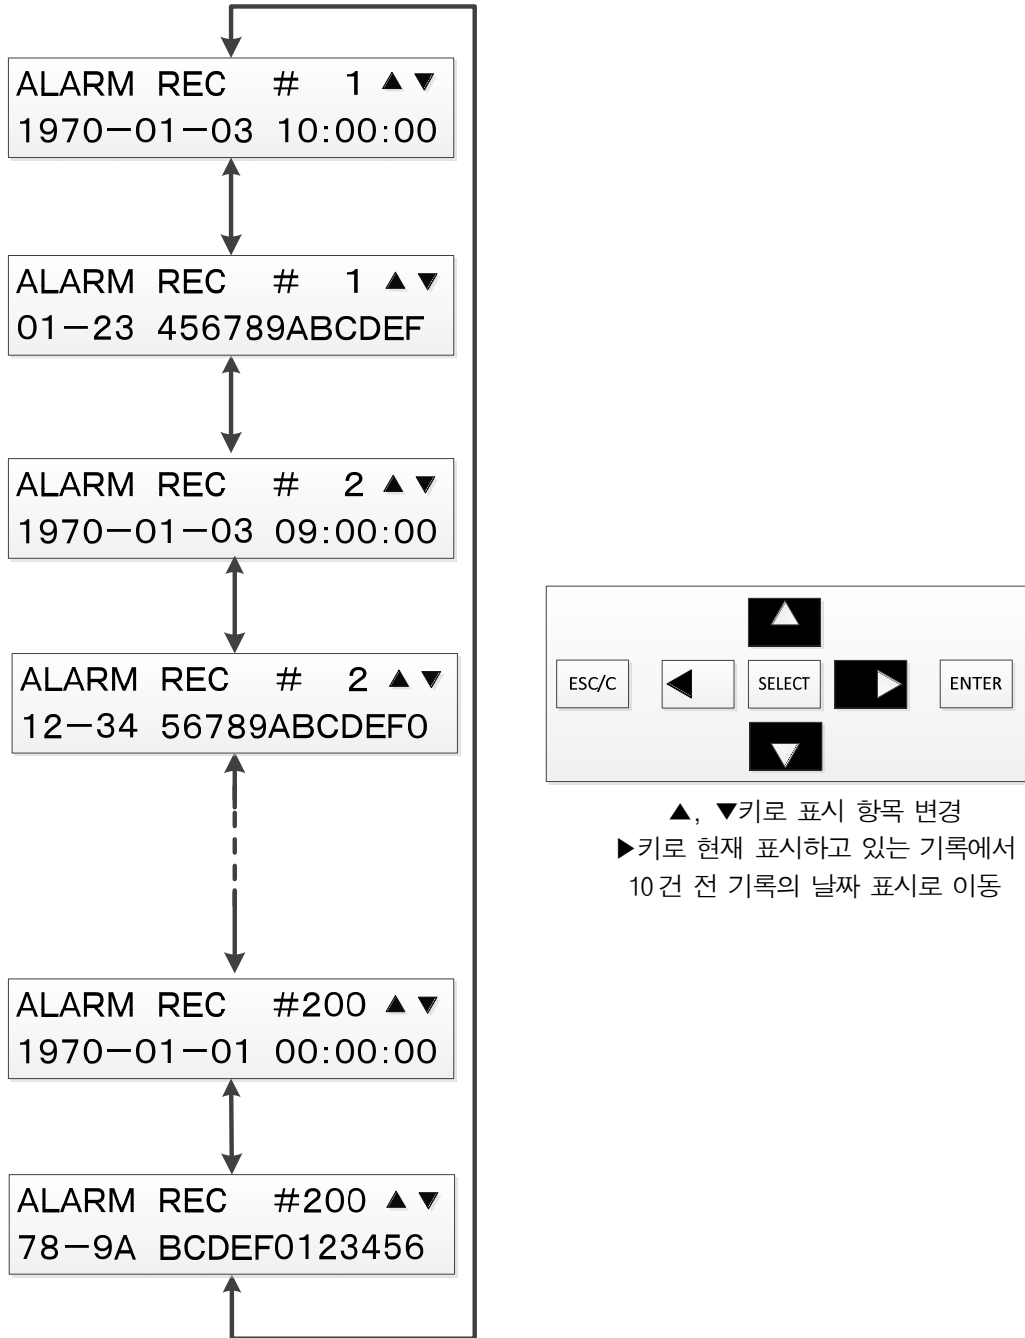 ALARM REC # 1 ▲ ▼
1970-01-03 10:00:00
ALARM REC # 1 ▲ ▼
01-23 456789ABCDEF
ALARM REC # 2 ▲ ▼
1970-01-03 09:00:00
ALARM REC # 2 ▲ ▼
12-34 56789ABCDEF0
ALARM REC #200 ▲ ▼
1970-01-01 00:00:00
ALARM REC #200 ▲ ▼
78-9A BCDEF0123456
▲
ESC/C ◀ SELECT ▶ ENTER
▼
▲, ▼키로 표시 항목 변경
▶키로 현재 표시하고 있는 기록에서
10건 전 기록의 날짜 표시로 이동